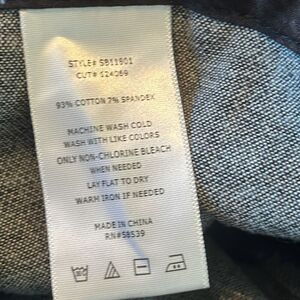 STYLE# SB11901
CUT# 124069
93% COTTON 7% SPANDEX
MACHINE WASH COLD
WASH WITH LIKE COLORS
ONLY NON-CHLORINE BLEACH
WHEN NEEDED
LAY FLAT TO DRY
WARM IRON IF NEEDED
MADE IN CHINA
RN# 58539